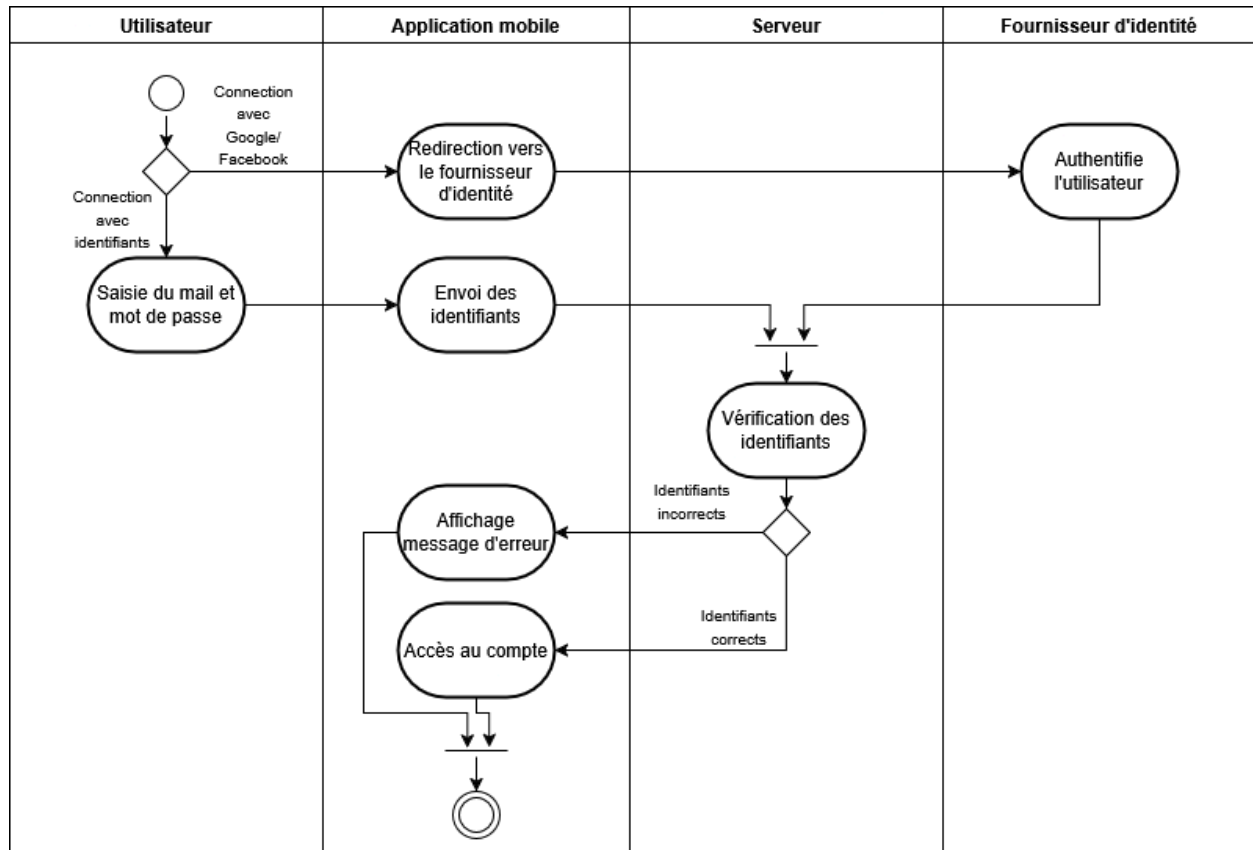 Utilisateur
Application mobile
Serveur
Fournisseur d'identité
Connection
avec
Google/
Facebook
Redirection vers
le fournisseur
d'identité
Authentifie
l'utilisateur
Connection
avec
identifiants
Saisie du mail et
mot de passe
Envoi des
identifiants
Vérification des
identifiants
Identifiants
incorrects
Affichage
message d'erreur
Identifiants
corrects
Accès au compte